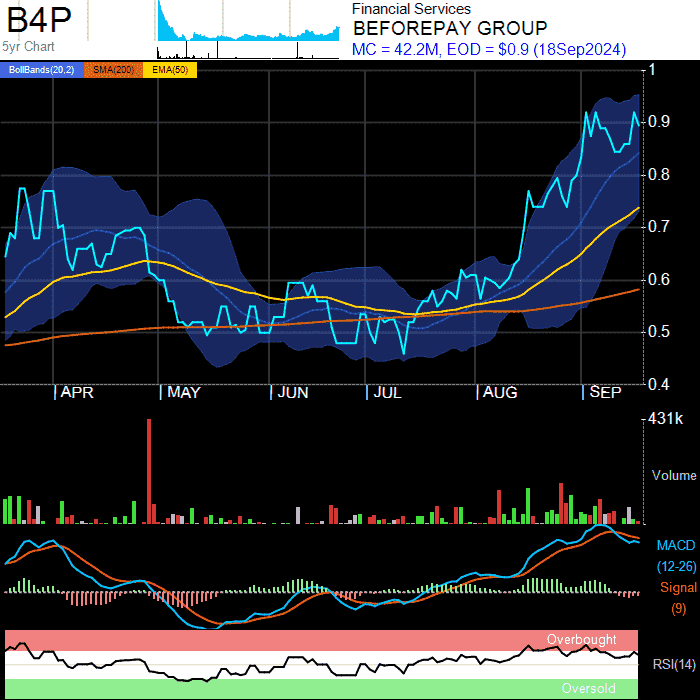 B4P
5yr Chart
Financial Services
BEFOREPAY GROUP
MC = 42.2M, EOD = $0.9 (18Sep2024)
BollBands(20,2) SMA(200) EMA(50)
1
0.9
0.8
0.7
0.6
0.5
0.4
APR MAY JUN JUL AUG SEP
431k
Volume
MACD
(12-26)
Signal
(9)
Overbought
RSI(14)
Oversold